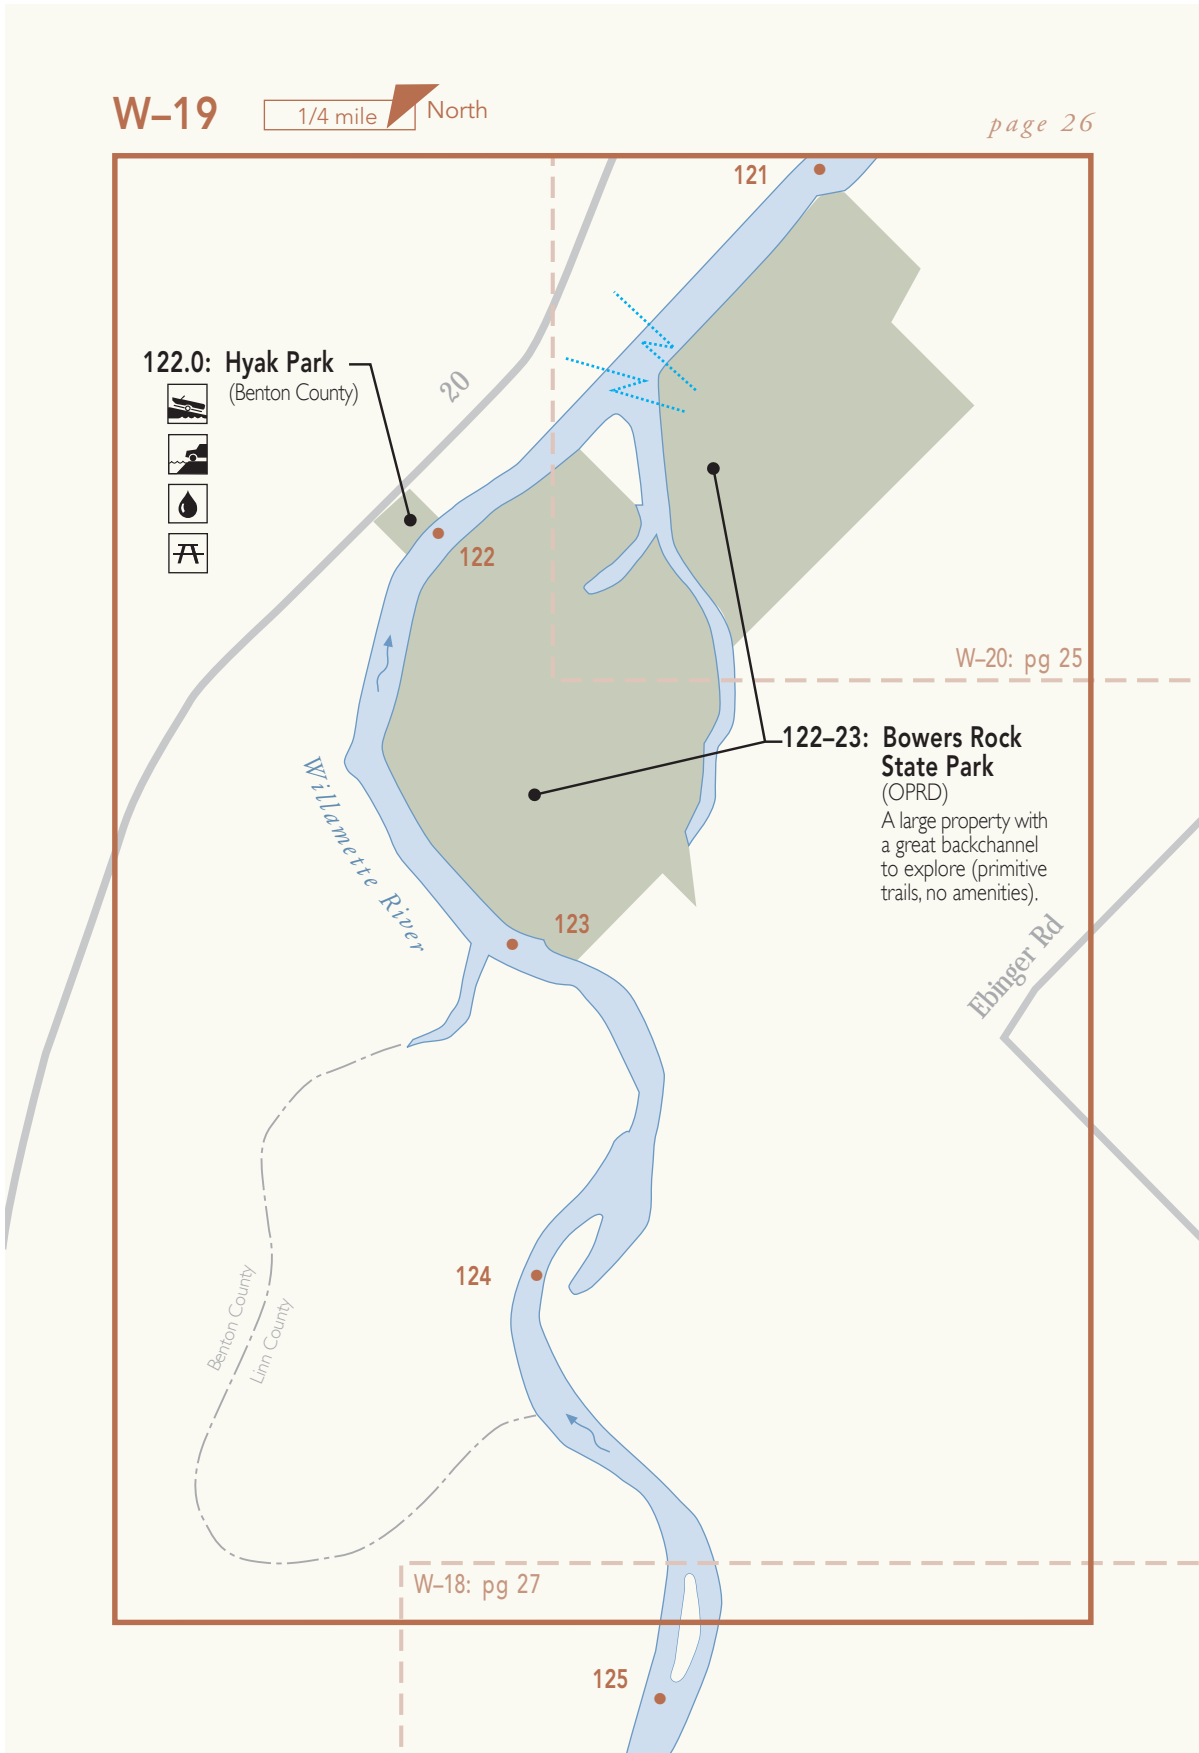 W–19
1/4 mile
North
page 26
121
122.0: Hyak Park
(Benton County)
20
122
W–20: pg 25
122–23: Bowers Rock
State Park
(OPRD)
A large property with
a great backchannel
to explore (primitive
trails, no amenities).
Willamette River
123
Ebinger Rd
124
Benton County
Linn County
W–18: pg 27
125